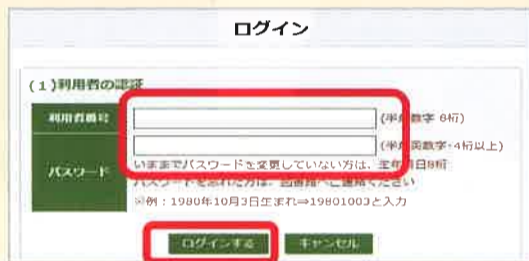 ログイン
(1)利用者の認証
利用者番号
(半角数字 8桁)
(半角英数字・4桁以上)
パスワード
いままでパスワードを変更していない方は、生年月日8桁
パスワードを忘れた方は、図書館へご連絡ください
※例：1980年10月3日生まれ⇒19801003と入力
ログインする
キャンセル